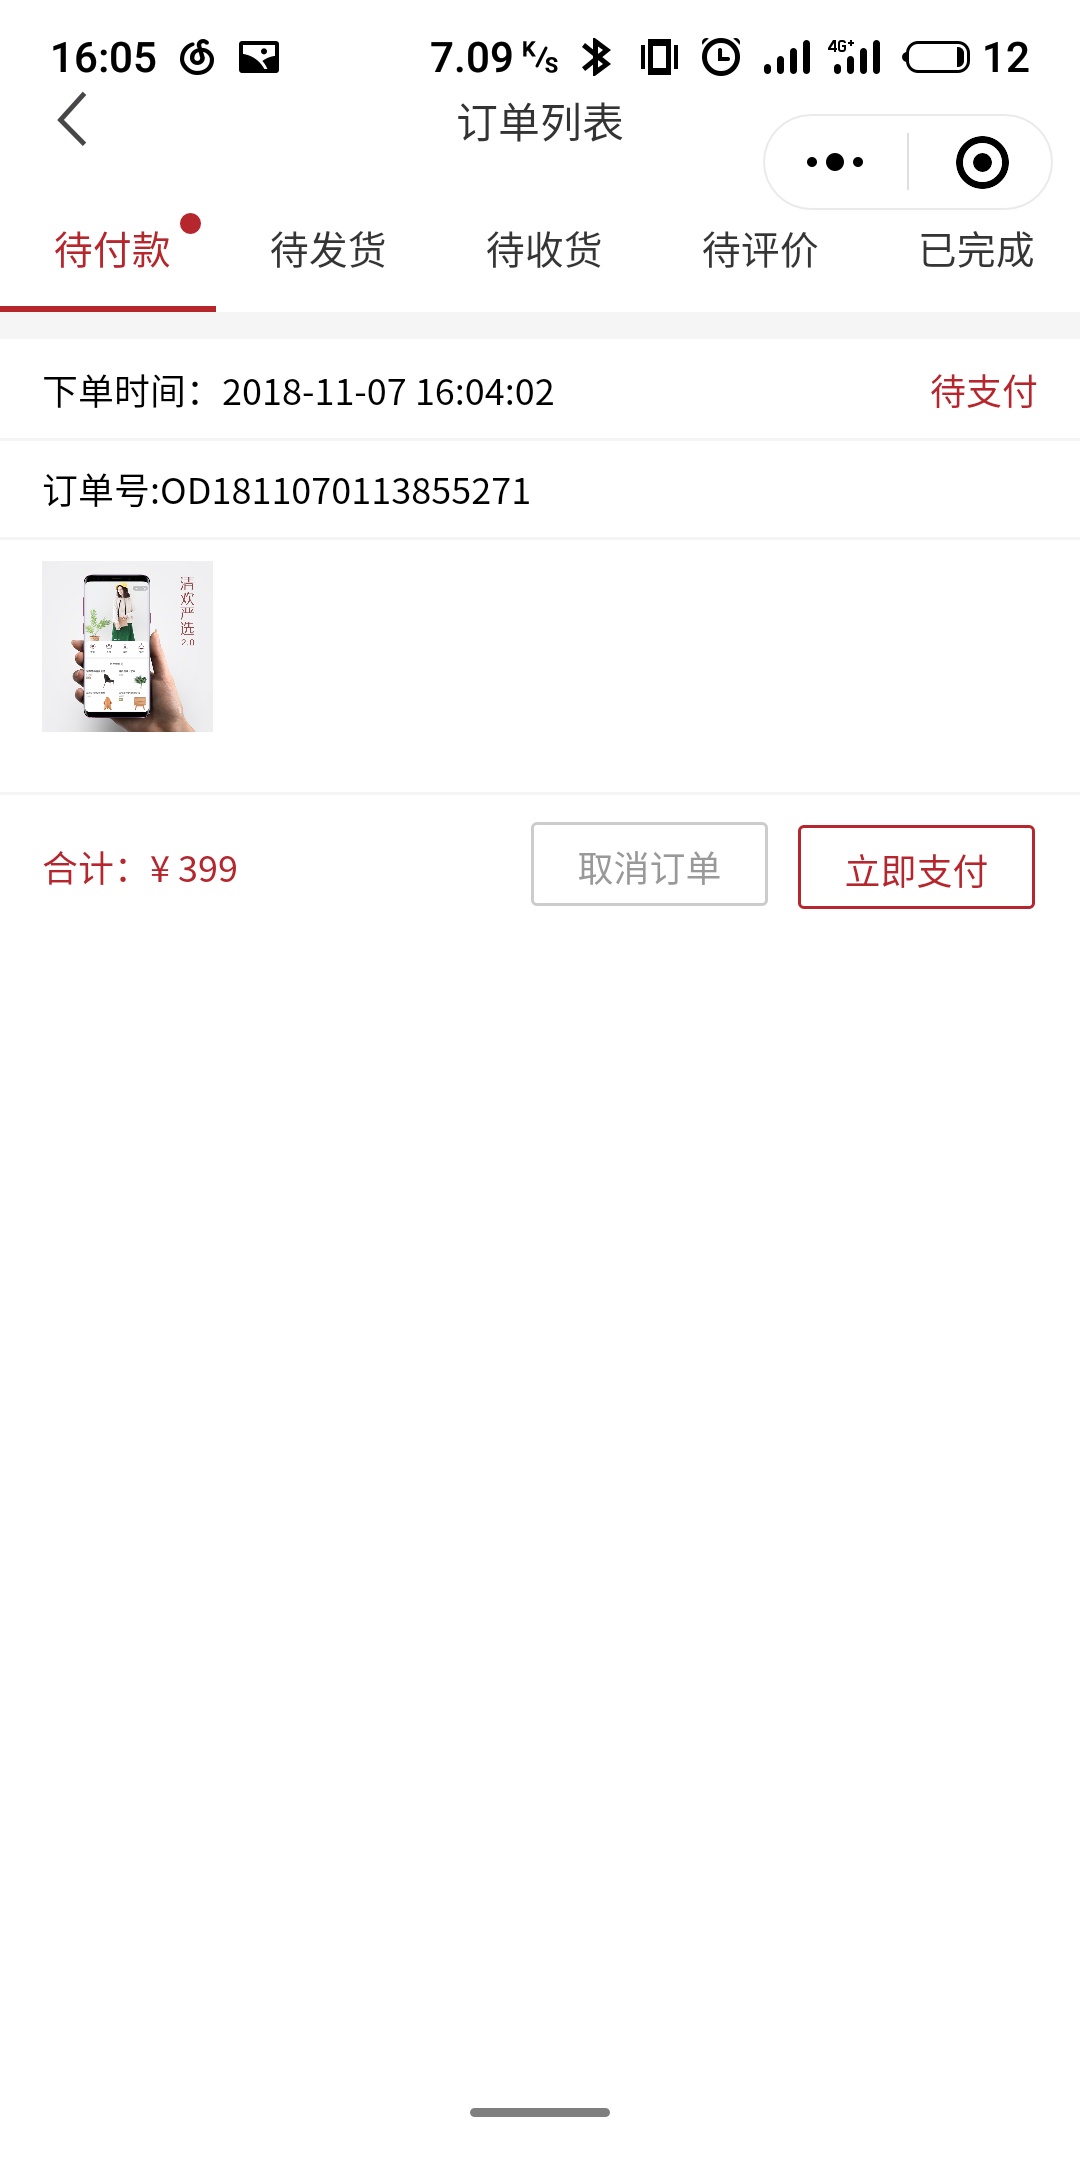 16:05 7.09 K/s 4G+ 12
订单列表
待付款 待发货 待收货 待评价 已完成
下单时间：2018-11-07 16:04:02 待支付
订单号:OD1811070113855271
清欢严选
2.0
合计：¥ 399 取消订单 立即支付